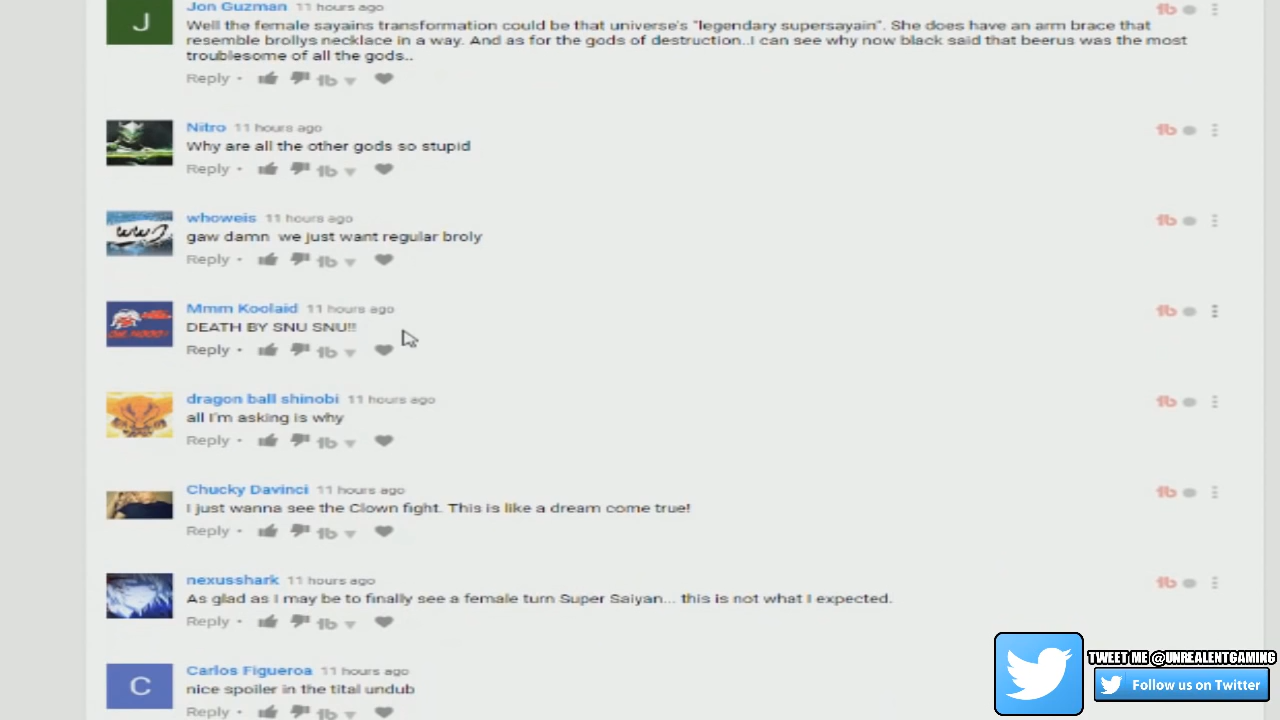 J
Jon Guzman 11 hours ago
Well the female sayains transformation could be that universe's "legendary supersayain". She does have an arm brace that
resemble brollys necklace in a way. And as for the gods of destruction..I can see why now black said that beerus was the most
troublesome of all the gods..
Reply •
Nitro 11 hours ago
Why are all the other gods so stupid
Reply •
whoweis 11 hours ago
gaw damn we just want regular broly
Reply •
Mmm Koolaid 11 hours ago
DEATH BY SNU SNU!!
Reply •
dragon ball shinobi 11 hours ago
all I'm asking is why
Reply •
Chucky Davinci 11 hours ago
I just wanna see the Clown fight. This is like a dream come true!
Reply •
nexusshark 11 hours ago
As glad as I may be to finally see a female turn Super Saiyan... this is not what I expected.
Reply •
C
Carlos Figueroa 11 hours ago
nice spoiler in the tital undub
Reply •
TWEET ME @UNREALENTGAMING
Follow us on Twitter